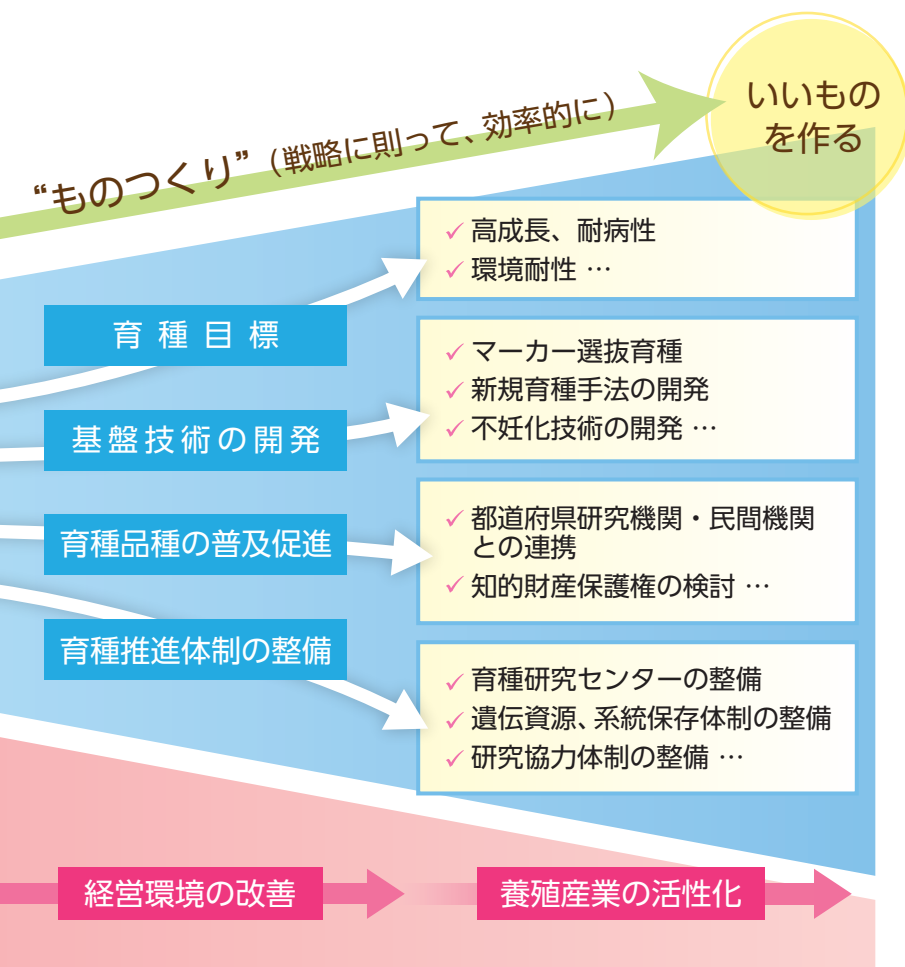 いいもの
を作る
“ものつくり”（戦略に則って、効率的に）
育種目標
✓高成長、耐病性
✓環境耐性 …
基盤技術の開発
✓マーカー選抜育種
✓新規育種手法の開発
✓不妊化技術の開発 …
育種品種の普及促進
✓都道府県研究機関・民間機関
との連携
✓知的財産保護権の検討 …
育種推進体制の整備
✓育種研究センターの整備
✓遺伝資源、系統保存体制の整備
✓研究協力体制の整備 …
経営環境の改善
養殖産業の活性化